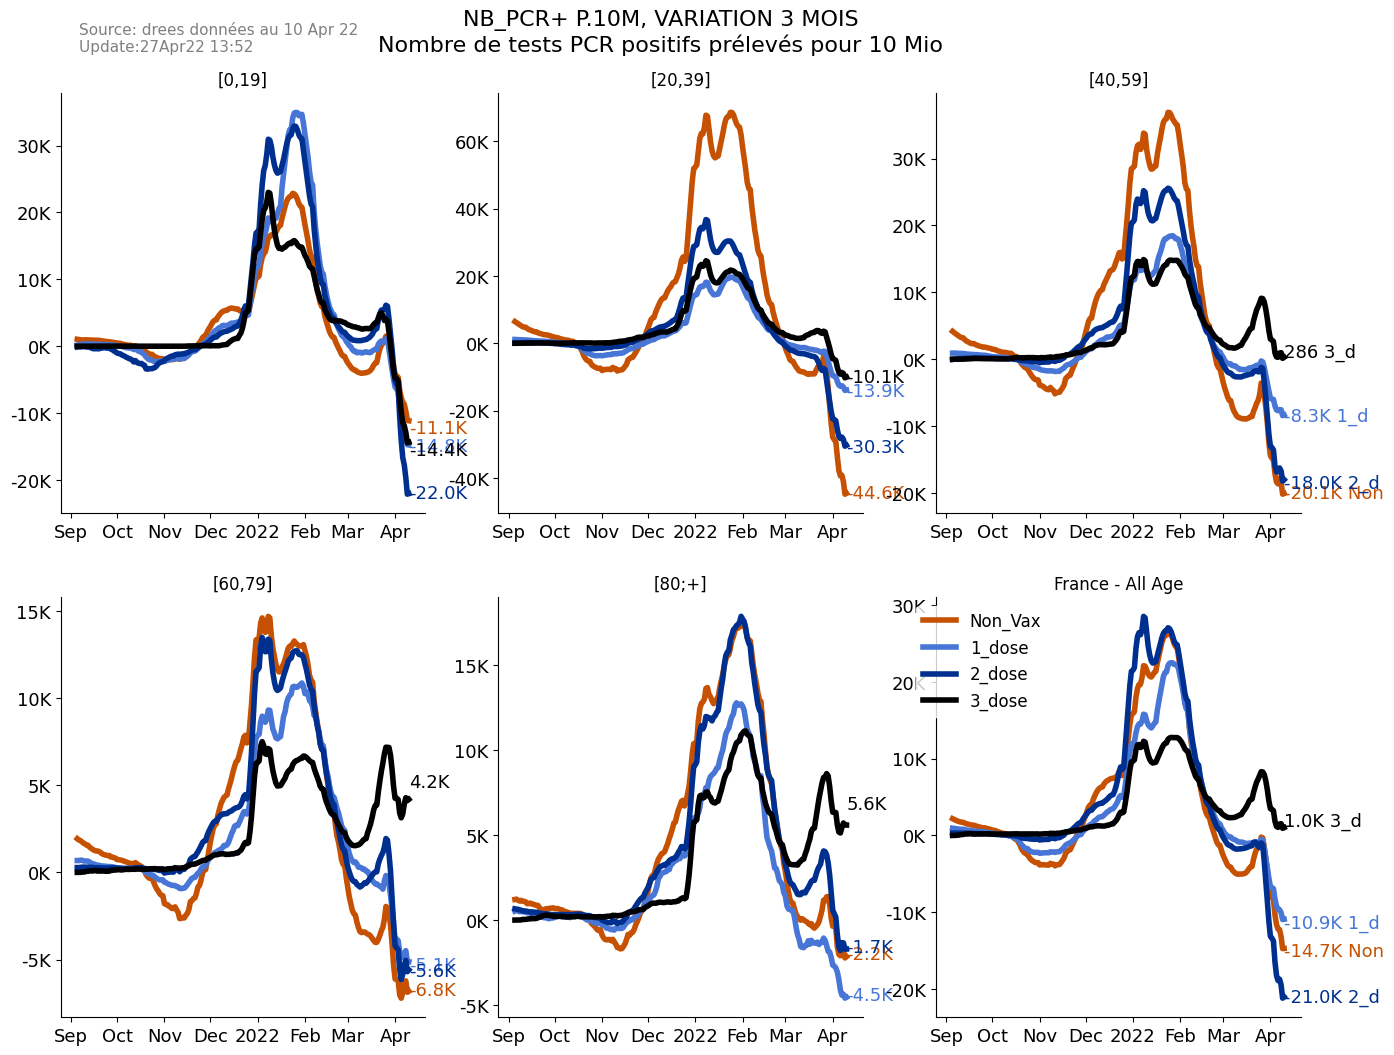 Source: drees données au 10 Apr 22
Update:27Apr22 13:52
NB_PCR+ P.10M, VARIATION 3 MOIS
Nombre de tests PCR positifs prélevés pour 10 Mio
[0,19]
30K
20K
10K
0K
-10K
-20K
-11.1K
-14.8K
-14.4K
-22.0K
Sep Oct Nov Dec 2022 Feb Mar Apr
[20,39]
60K
40K
20K
0K
-20K
-40K
-10.1K
-13.9K
-30.3K
-44.6K
Sep Oct Nov Dec 2022 Feb Mar Apr
[40,59]
30K
20K
10K
0K
-10K
-20K
286 3_d
-8.3K 1_d
-18.0K 2_d
-20.1K Non
Sep Oct Nov Dec 2022 Feb Mar Apr
[60,79]
15K
10K
5K
0K
-5K
4.2K
-5.1K
-5.6K
-6.8K
Sep Oct Nov Dec 2022 Feb Mar Apr
[80;+]
15K
10K
5K
0K
-5K
5.6K
-1.7K
-2.2K
-4.5K
Sep Oct Nov Dec 2022 Feb Mar Apr
France - All Age
30K
20K
10K
0K
-10K
-20K
Non_Vax
1_dose
2_dose
3_dose
1.0K 3_d
-10.9K 1_d
-14.7K Non
-21.0K 2_d
Sep Oct Nov Dec 2022 Feb Mar Apr